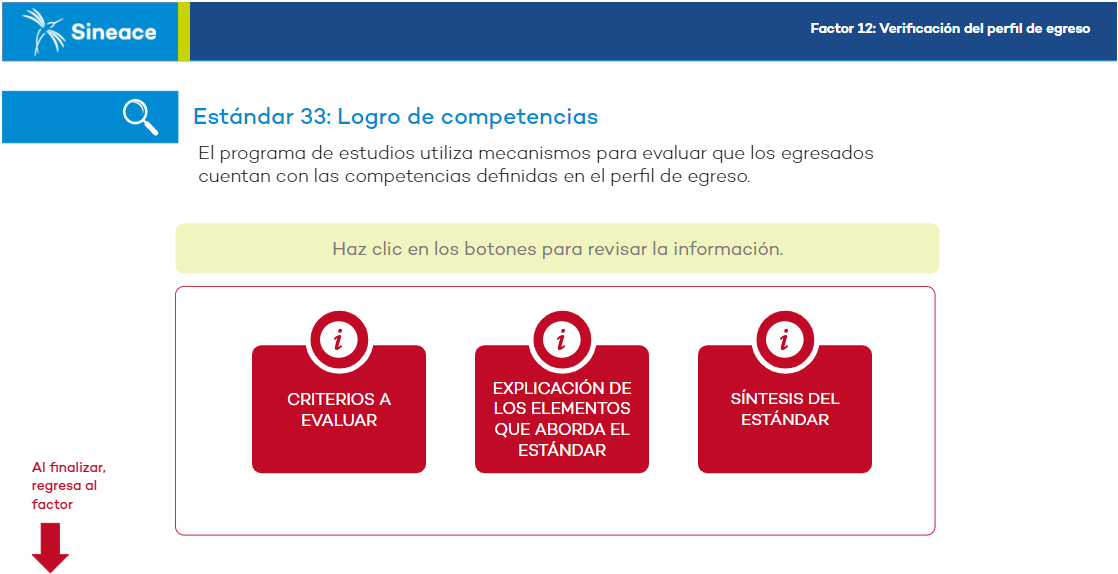 Sineace
Factor 12: Verificación del perfil de egreso
Estándar 33: Logro de competencias
El programa de estudios utiliza mecanismos para evaluar que los egresados
cuentan con las competencias definidas en el perfil de egreso.
Haz clic en los botones para revisar la información.
i
CRITERIOS A
EVALUAR
i
EXPLICACIÓN DE
LOS ELEMENTOS
QUE ABORDA EL
ESTÁNDAR
i
SÍNTESIS DEL
ESTÁNDAR
Al finalizar,
regresa al
factor